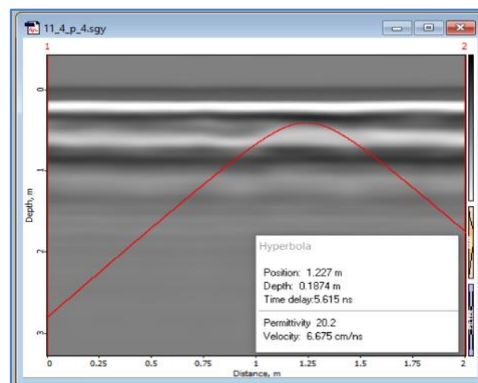 11_4_p_4.sgy
1
2
Depth, m
0
1
2
3
Hyperbola
Position: 1.227 m
Depth: 0.1874 m
Time delay:5.615 ns
Permittivity 20.2
Velocity: 6.675 cm/ns
0
0.25
0.5
0.75
1
1.25
1.5
1.75
2
Distance, m